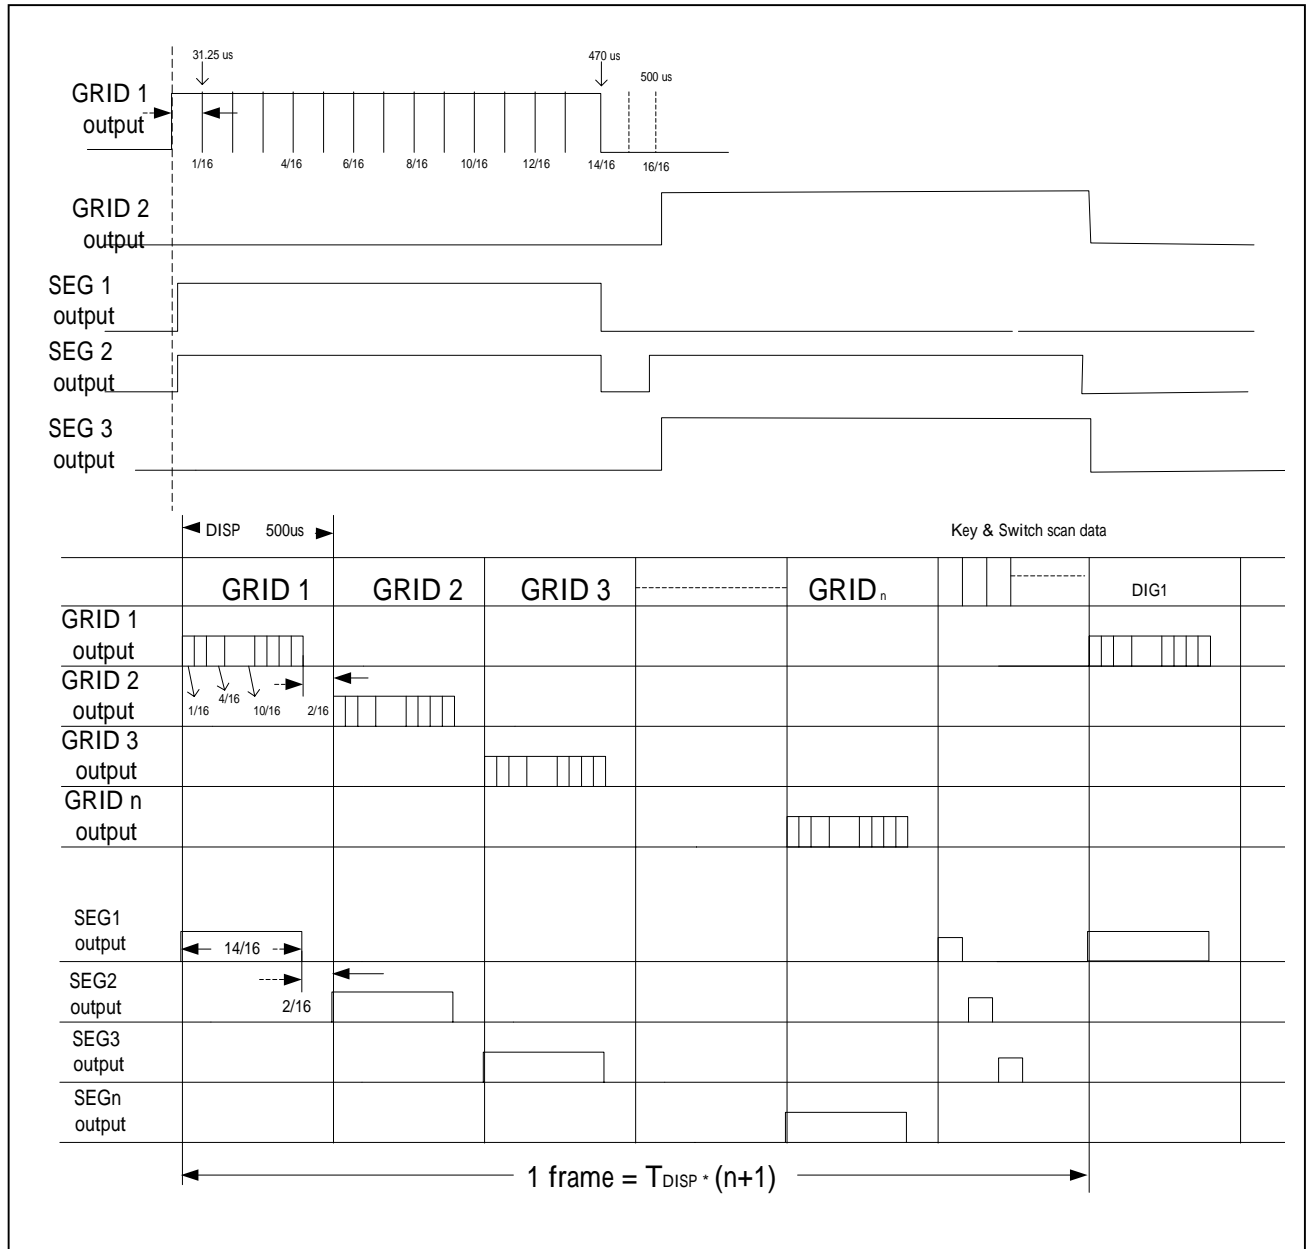 31.25 us
470 us
500 us
GRID 1
output
1/16 4/16 6/16 8/16 10/16 12/16 14/16 16/16
GRID 2
output
SEG 1
output
SEG 2
output
SEG 3
output
DISP 500us
Key & Switch scan data
GRID 1 GRID 2 GRID 3 GRID n DIG1
GRID 1
output
GRID 2
output
1/16 4/16 10/16 2/16
GRID 3
output
GRID n
output
SEG1
output
14/16
SEG2
output
2/16
SEG3
output
SEGn
output
1 frame = TDISP * (n+1)